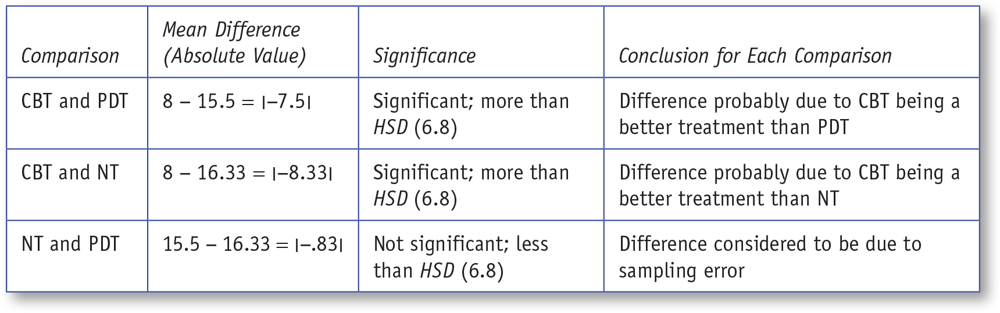 Comparison
Mean Difference
(Absolute Value)
Significance
Conclusion for Each Comparison
CBT and PDT
8 – 15.5 = |–7.5|
Significant; more than
HSD (6.8)
Difference probably due to CBT being a
better treatment than PDT
CBT and NT
8 – 16.33 = |–8.33|
Significant; more than
HSD (6.8)
Difference probably due to CBT being a
better treatment than NT
NT and PDT
15.5 – 16.33 = |–.83|
Not significant; less
than HSD (6.8)
Difference considered to be due to
sampling error